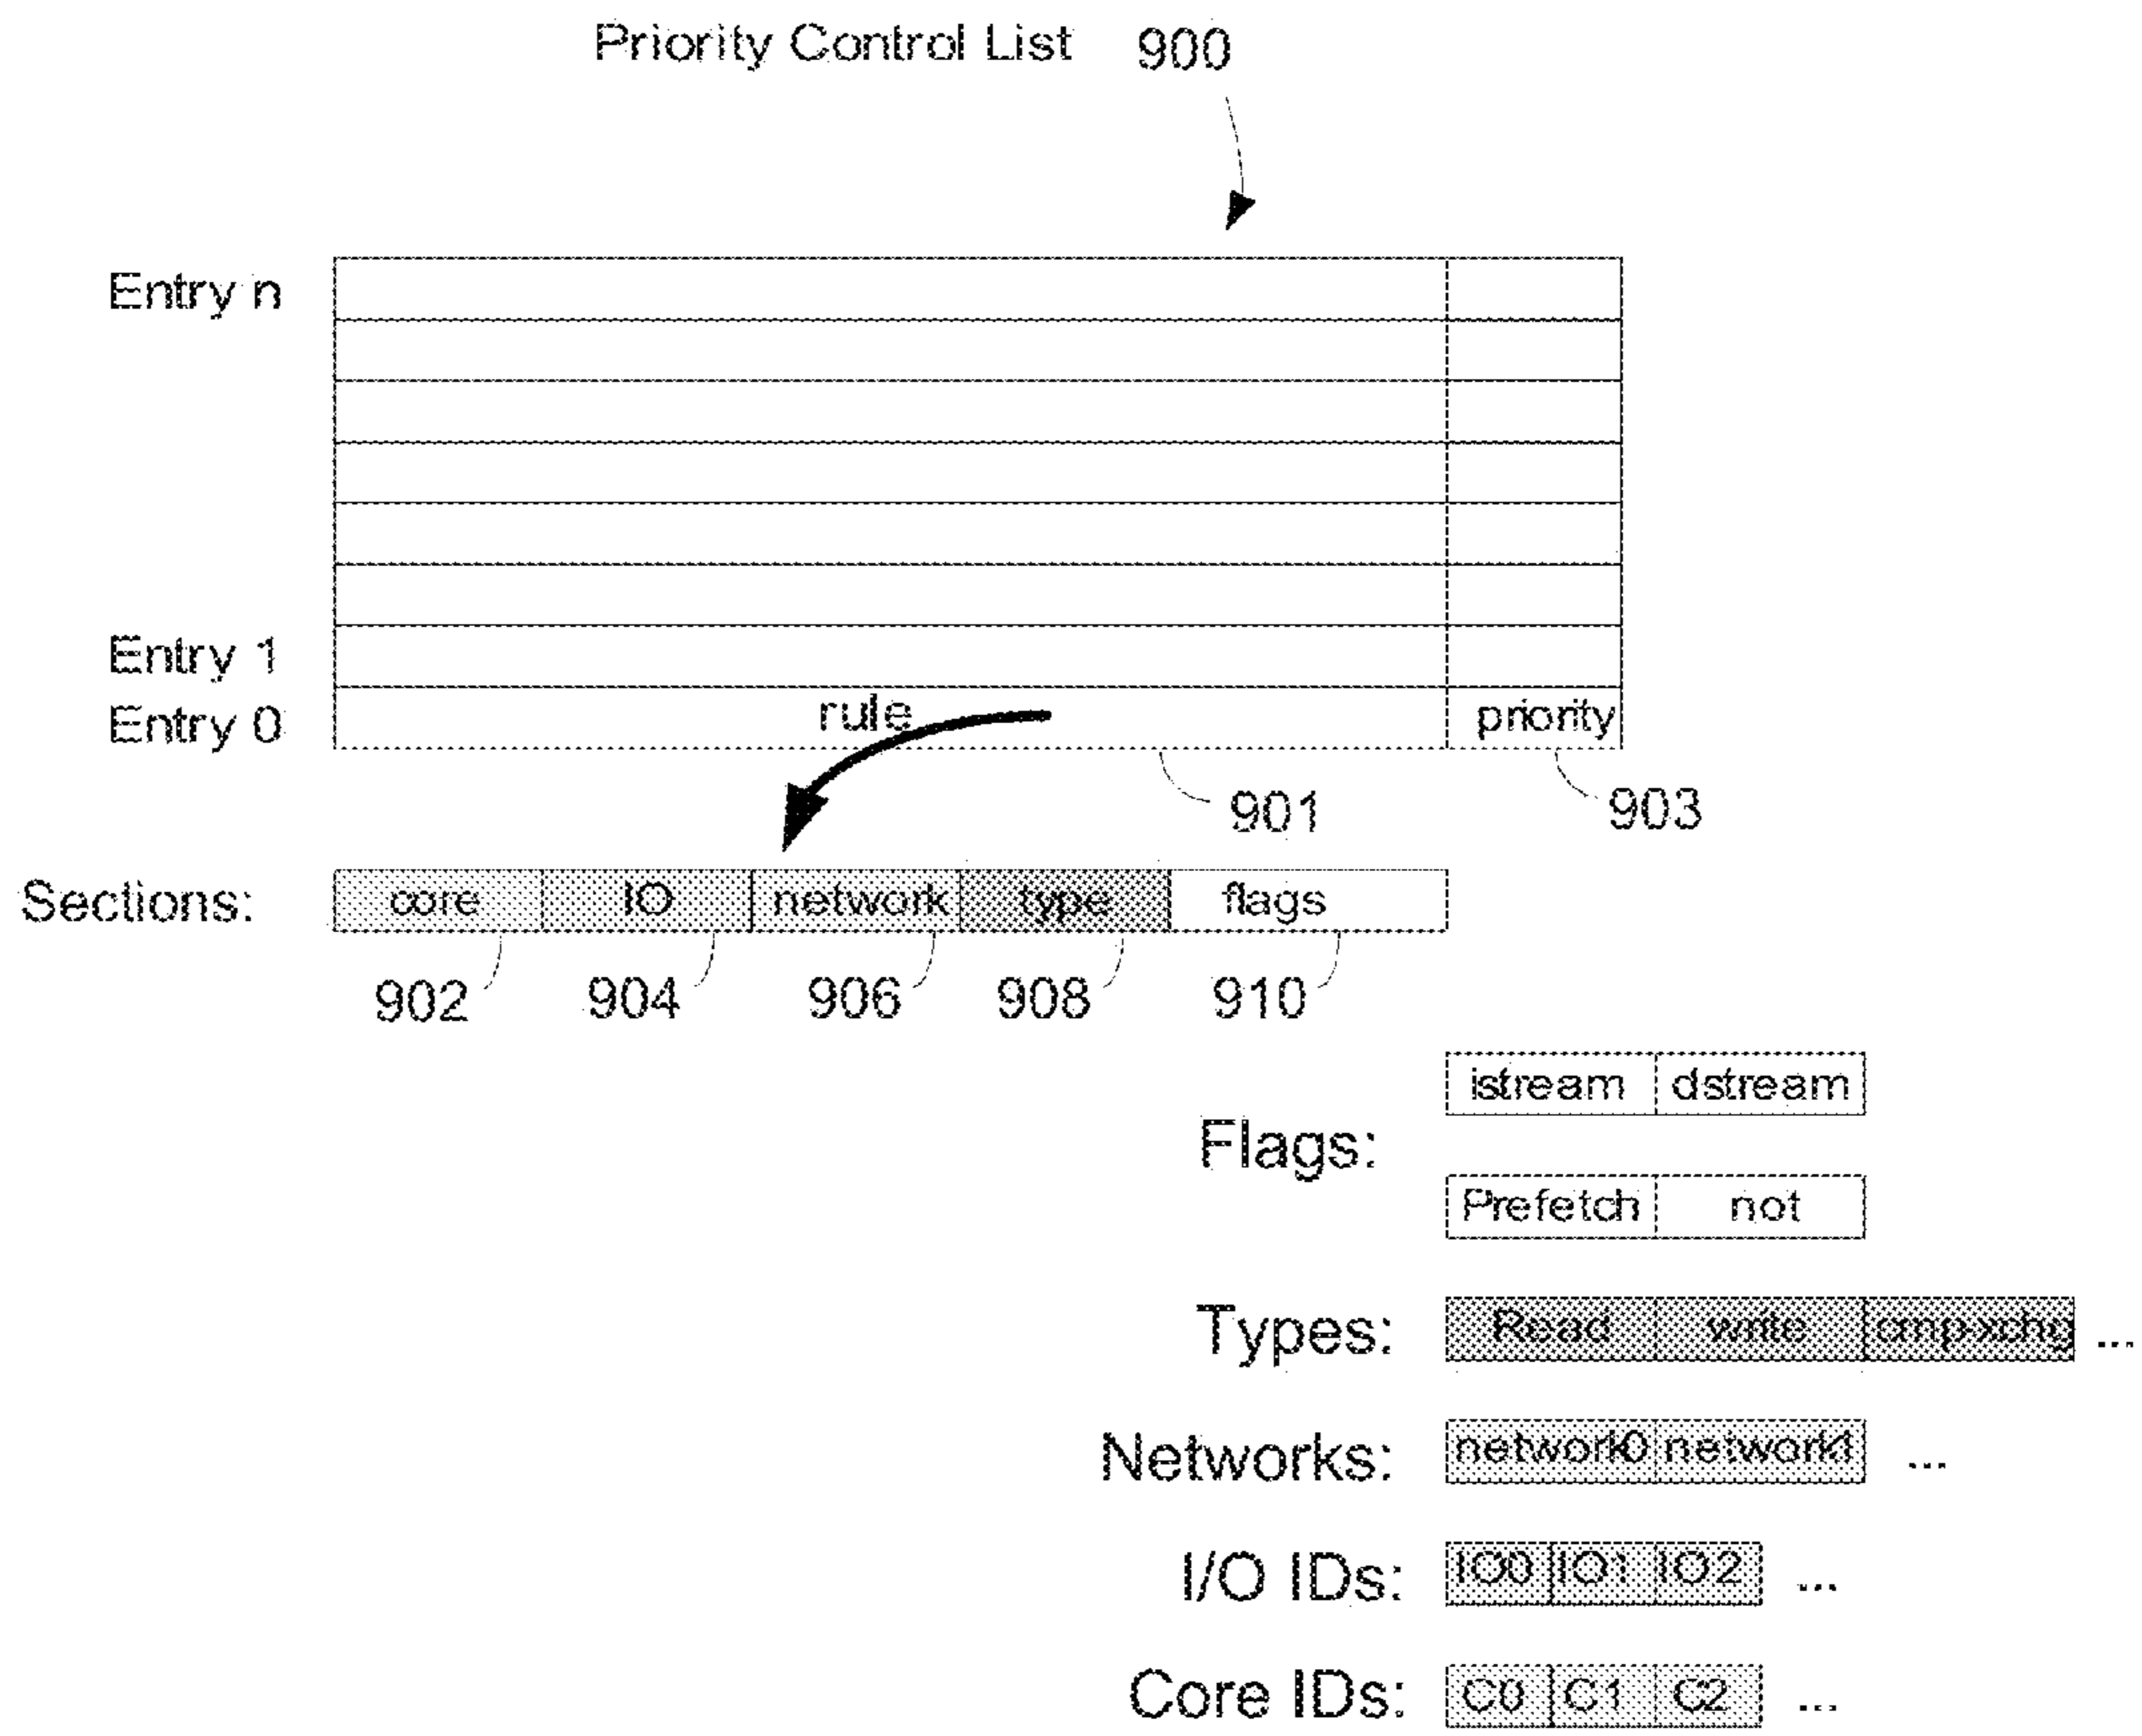 Priority Control List 900
Entry n
Entry 1
Entry 0 rule priority
901 903
Sections: core IO network type flags
902 904 906 908 910
istream dstream
Flags:
Prefetch not
Types: Read write cmp-xchg ...
Networks: network0 network1 ...
I/O IDs: IO0 IO1 IO2 ...
Core IDs: C0 C1 C2 ...